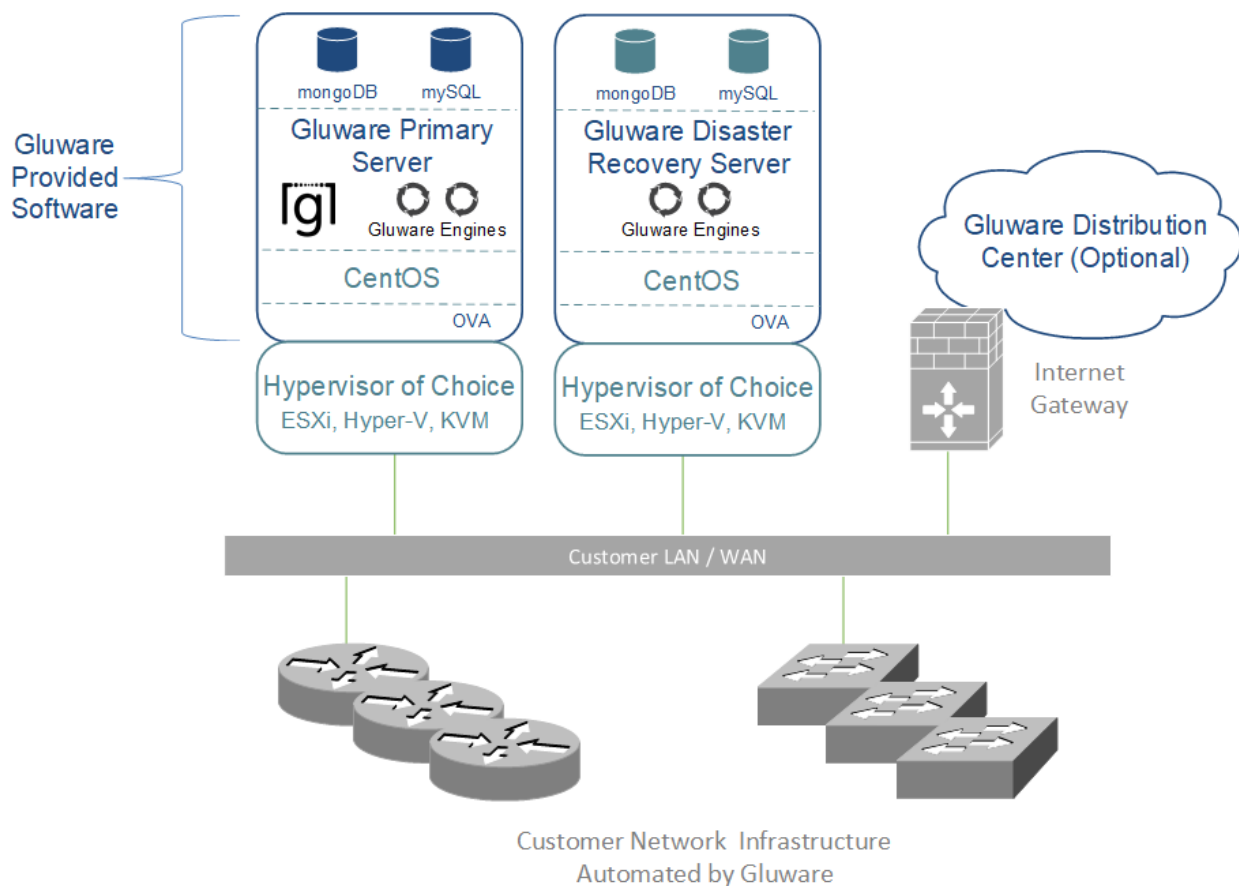 mongoDB
mySQL
Gluware Primary
Server
[g]
Gluware Engines
CentOS
OVA
Hypervisor of Choice
ESXi, Hyper-V, KVM
mongoDB
mySQL
Gluware Disaster
Recovery Server
Gluware Engines
CentOS
OVA
Hypervisor of Choice
ESXi, Hyper-V, KVM
Gluware
Provided
Software
Gluware Distribution
Center (Optional)
Internet
Gateway
Customer LAN / WAN
Customer Network Infrastructure
Automated by Gluware